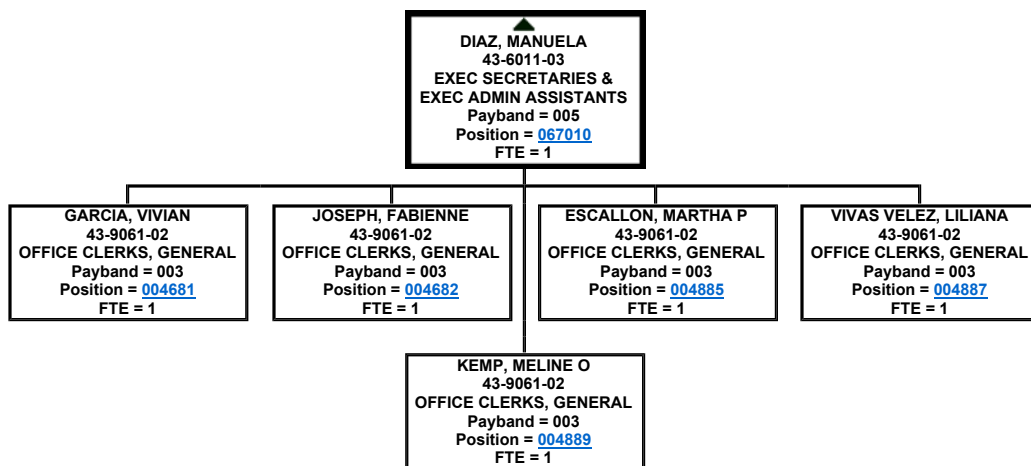 DIAZ, MANUELA
43-6011-03
EXEC SECRETARIES &
EXEC ADMIN ASSISTANTS
Payband = 005
Position = 067010
FTE = 1
GARCIA, VIVIAN
43-9061-02
OFFICE CLERKS, GENERAL
Payband = 003
Position = 004681
FTE = 1
JOSEPH, FABIENNE
43-9061-02
OFFICE CLERKS, GENERAL
Payband = 003
Position = 004682
FTE = 1
ESCALLON, MARTHA P
43-9061-02
OFFICE CLERKS, GENERAL
Payband = 003
Position = 004885
FTE = 1
VIVAS VELEZ, LILIANA
43-9061-02
OFFICE CLERKS, GENERAL
Payband = 003
Position = 004887
FTE = 1
KEMP, MELINE O
43-9061-02
OFFICE CLERKS, GENERAL
Payband = 003
Position = 004889
FTE = 1